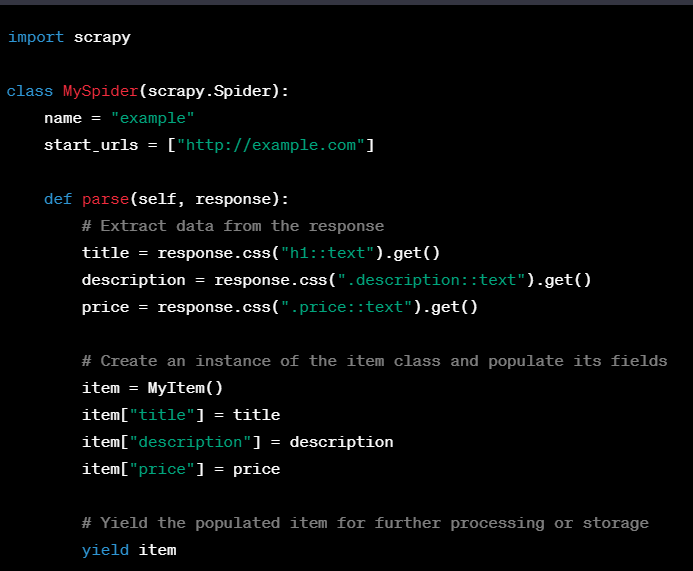 import scrapy
class MySpider(scrapy.Spider):
name = "example"
start_urls = ["http://example.com"]
def parse(self, response):
# Extract data from the response
title = response.css("h1::text").get()
description = response.css(".description::text").get()
price = response.css(".price::text").get()
# Create an instance of the item class and populate its fields
item = MyItem()
item["title"] = title
item["description"] = description
item["price"] = price
# Yield the populated item for further processing or storage
yield item